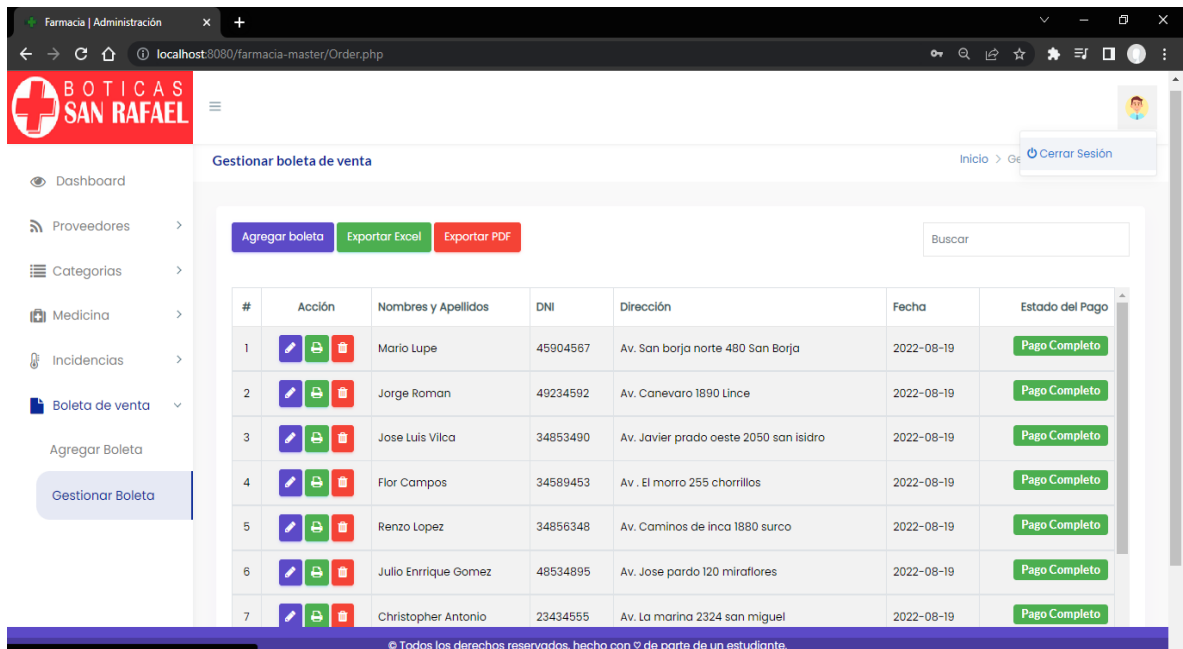 Farmacia | Administración
localhost:8080/farmacia-master/Order.php
BOTICAS
SAN RAFAEL
Cerrar Sesión
Gestionar boleta de venta
Inicio > Ge
Dashboard
Proveedores
Categorias
Medicina
Incidencias
Boleta de venta
Agregar Boleta
Gestionar Boleta
Agregar boleta Exportar Excel Exportar PDF
Buscar
# Acción Nombres y Apellidos DNI Dirección Fecha Estado del Pago
1 Mario Lupe 45904567 Av. San borja norte 480 San Borja 2022-08-19 Pago Completo
2 Jorge Roman 49234592 Av. Canevaro 1890 Lince 2022-08-19 Pago Completo
3 Jose Luis Vilca 34853490 Av. Javier prado oeste 2050 san isidro 2022-08-19 Pago Completo
4 Flor Campos 34589453 Av . El morro 255 chorrillos 2022-08-19 Pago Completo
5 Renzo Lopez 34856348 Av. Caminos de inca 1880 surco 2022-08-19 Pago Completo
6 Julio Enrrique Gomez 48534895 Av. Jose pardo 120 miraflores 2022-08-19 Pago Completo
7 Christopher Antonio 23434555 Av. La marina 2324 san miguel 2022-08-19 Pago Completo
© Todos los derechos reservados, hecho con ♡ de parte de un estudiante.